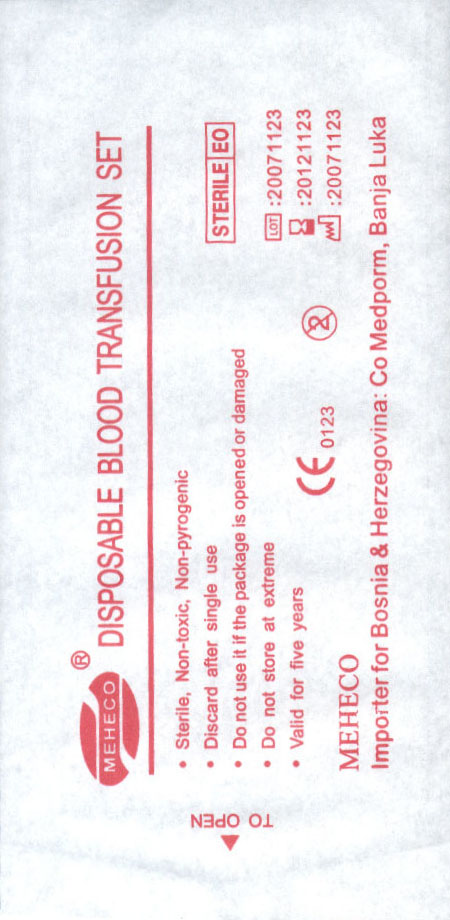 MEHECO ®
DISPOSABLE BLOOD TRANSFUSION SET
• Sterile, Non-toxic, Non-pyrogenic
• Discard after single use
• Do not use it if the package is opened or damaged
• Do not store at extreme
• Valid for five years
STERILE EO
LOT :20071123
:20121123
:20071123
2
CE 0123
MEHECO
Importer for Bosnia & Herzegovina: Co Medporm, Banja Luka
TO OPEN